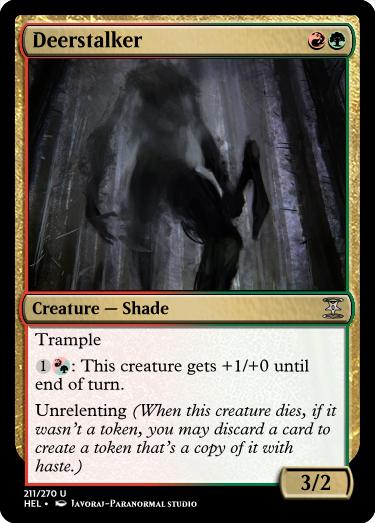 Deerstalker
Creature — Shade
Trample
1 : This creature gets +1/+0 until
end of turn.
Unrelenting (When this creature dies, if it
wasn't a token, you may discard a card to
create a token that's a copy of it with
haste.)
3/2
211/270 U
HEL • Javoraj-Paranormal studio